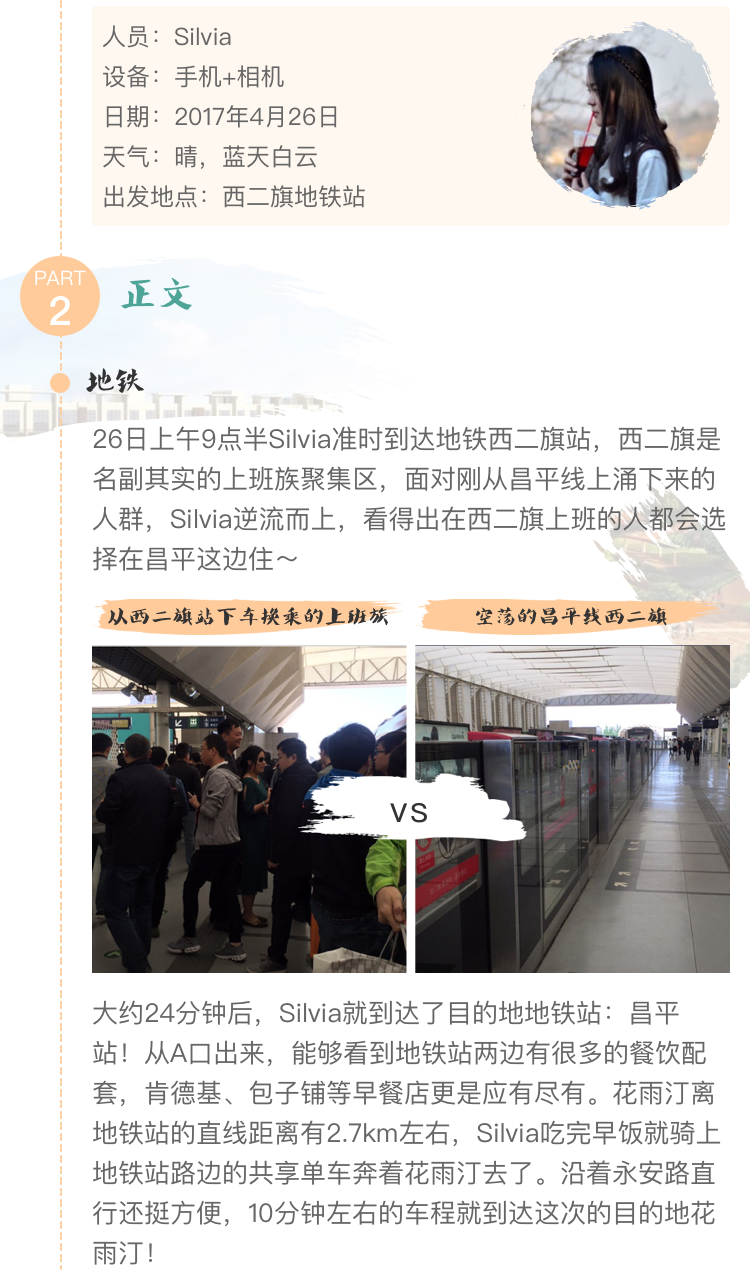 人员：Silvia
设备：手机+相机
日期：2017年4月26日
天气：晴，蓝天白云
出发地点：西二旗地铁站
PART
2
正文
地铁
26日上午9点半Silvia准时到达地铁西二旗站，西二旗是
名副其实的上班族聚集区，面对刚从昌平线上涌下来的
人群，Silvia逆流而上，看得出在西二旗上班的人都会选
择在昌平这边住～
从西二旗站下车换乘的上班族
空荡的昌平线西二旗
VS
大约24分钟后，Silvia就到达了目的地地铁站：昌平
站！从A口出来，能够看到地铁站两边有很多的餐饮配
套，肯德基、包子铺等早餐店更是应有尽有。花雨汀离
地铁站的直线距离有2.7km左右，Silvia吃完早饭就骑上
地铁站路边的共享单车奔着花雨汀去了。沿着永安路直
行还挺方便，10分钟左右的车程就到达这次的目的地花
雨汀！